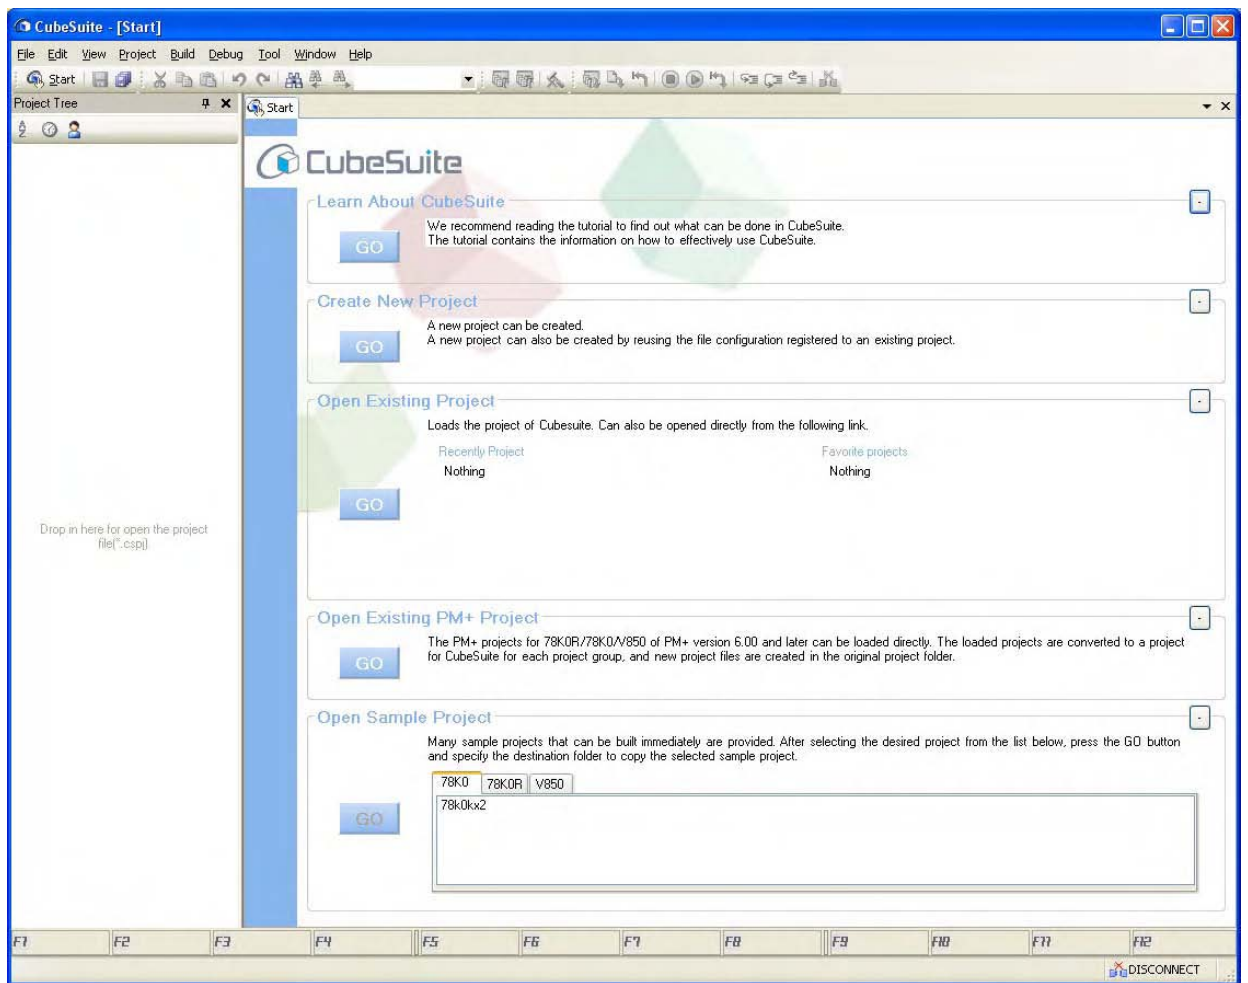 CubeSuite - [Start]
File Edit View Project Build Debug Tool Window Help
Start
Project Tree
Start
CubeSuite
Learn About CubeSuite
GO
We recommend reading the tutorial to find out what can be done in CubeSuite.
The tutorial contains the information on how to effectively use CubeSuite.
Create New Project
GO
A new project can be created.
A new project can also be created by reusing the file configuration registered to an existing project.
Open Existing Project
Loads the project of Cubesuite. Can also be opened directly from the following link.
Recently Project Favorite projects
Nothing Nothing
GO
Drop in here for open the project
file(*.cspj)
Open Existing PM+ Project
GO
The PM+ projects for 78K0R/78K0/V850 of PM+ version 6.00 and later can be loaded directly. The loaded projects are converted to a project
for CubeSuite for each project group, and new project files are created in the original project folder.
Open Sample Project
Many sample projects that can be built immediately are provided. After selecting the desired project from the list below, press the GO button
and specify the destination folder to copy the selected sample project.
78K0 78K0R V850
78k0kx2
GO
F1 F2 F3 F4 F5 F6 F7 F8 F9 F10 F11 F12
DISCONNECT